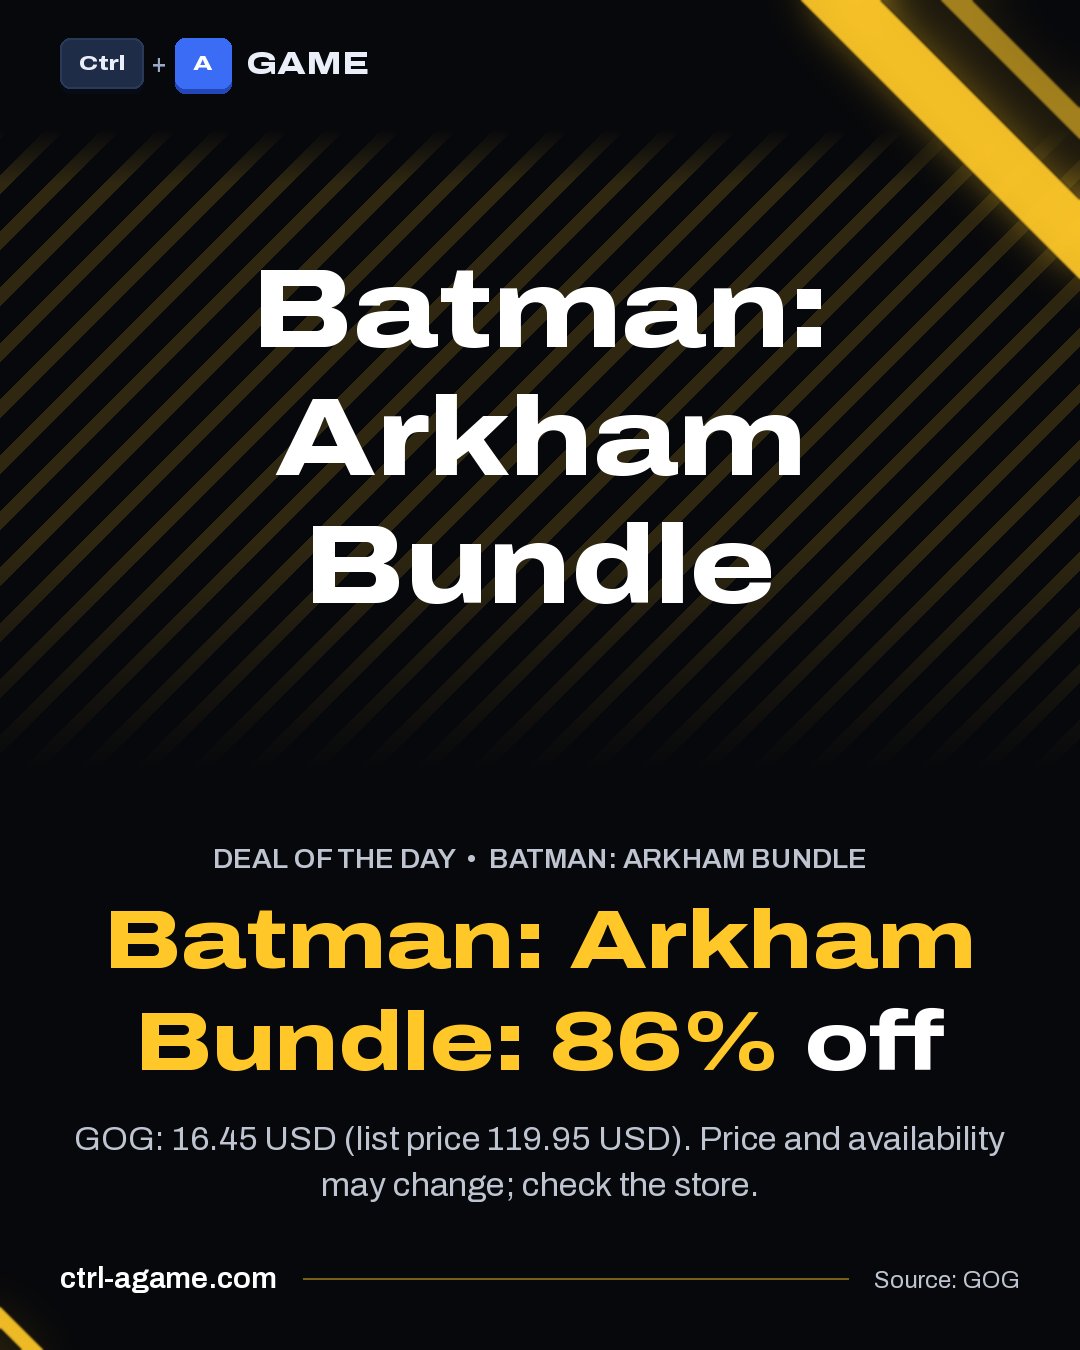 Ctrl + A GAME
Batman:
Arkham
Bundle
DEAL OF THE DAY • BATMAN: ARKHAM BUNDLE
Batman: Arkham
Bundle: 86% off
GOG: 16.45 USD (list price 119.95 USD). Price and availability
may change; check the store.
ctrl-agame.com
Source: GOG